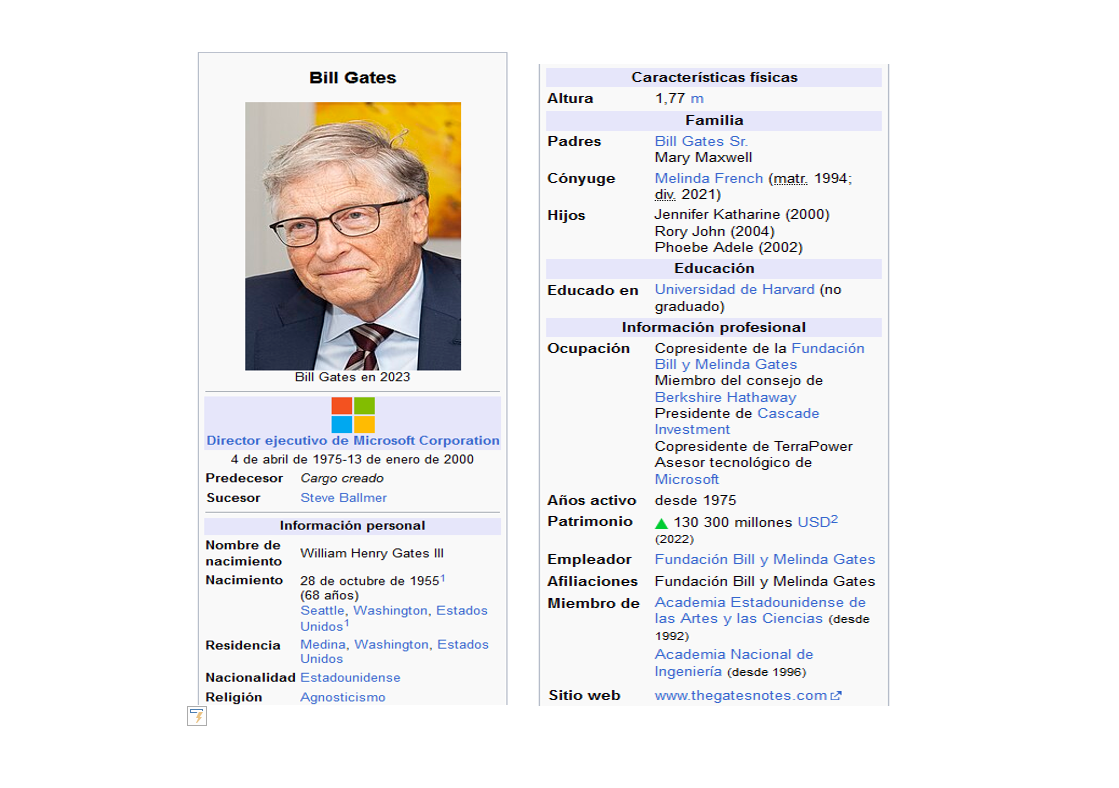 Bill Gates
Bill Gates en 2023
Director ejecutivo de Microsoft Corporation
4 de abril de 1975-13 de enero de 2000
Predecesor Cargo creado
Sucesor Steve Ballmer
Información personal
Nombre de
nacimiento William Henry Gates III
Nacimiento 28 de octubre de 1955¹
(68 años)
Seattle, Washington, Estados
Unidos¹
Residencia Medina, Washington, Estados
Unidos
Nacionalidad Estadounidense
Religión Agnosticismo
Características físicas
Altura 1,77 m
Familia
Padres Bill Gates Sr.
Mary Maxwell
Cónyuge Melinda French (matr. 1994;
div. 2021)
Hijos Jennifer Katharine (2000)
Rory John (2004)
Phoebe Adele (2002)
Educación
Educado en Universidad de Harvard (no
graduado)
Información profesional
Ocupación Copresidente de la Fundación
Bill y Melinda Gates
Miembro del consejo de
Berkshire Hathaway
Presidente de Cascade
Investment
Copresidente de TerraPower
Asesor tecnológico de
Microsoft
Años activo desde 1975
Patrimonio 130 300 millones USD²
(2022)
Empleador Fundación Bill y Melinda Gates
Afiliaciones Fundación Bill y Melinda Gates
Miembro de Academia Estadounidense de
las Artes y las Ciencias (desde
1992)
Academia Nacional de
Ingeniería (desde 1996)
Sitio web www.thegatesnotes.com